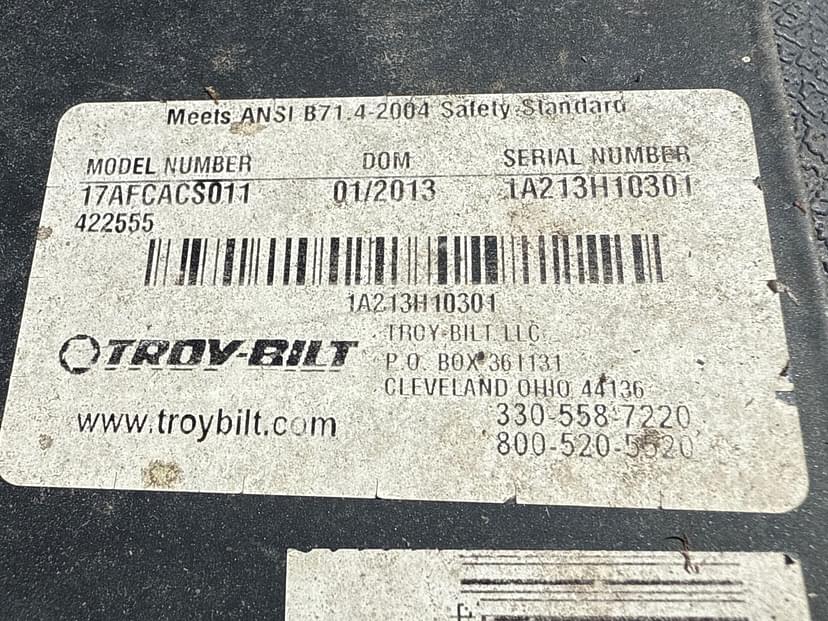 Meets ANSI B71.4-2004 Safety Standard
MODEL NUMBER DOM SERIAL NUMBER
17AFCACS011 01/2013 1A213H10301
422555
1A213H10301
TROY-BILT
TROY-BILT LLC
P.O. BOX 361131
CLEVELAND OHIO 44136
www.troybilt.com
330-558-7220
800-520-5520